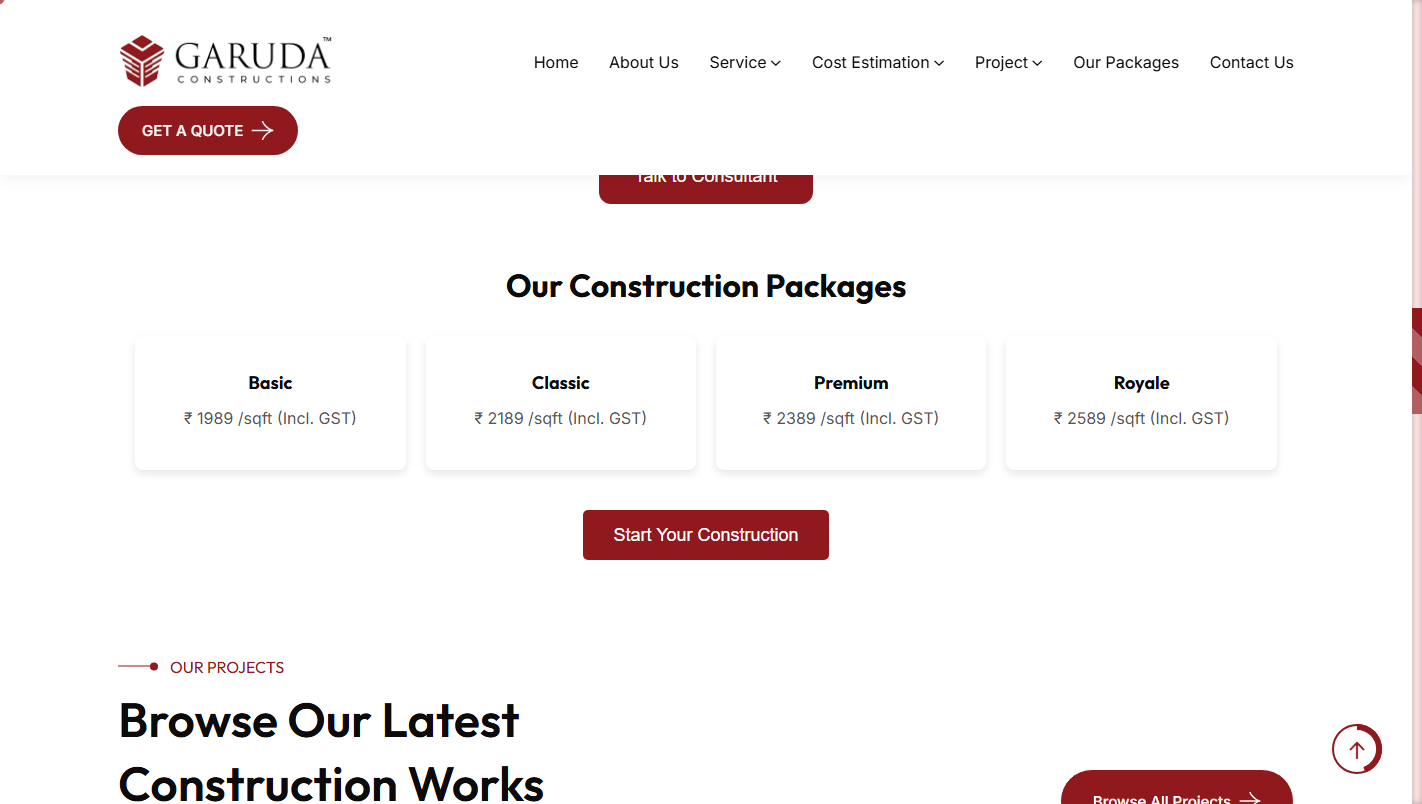 GARUDA™
CONSTRUCTIONS
Home
About Us
Service
Cost Estimation
Project
Our Packages
Contact Us
GET A QUOTE
Talk to Consultant
Our Construction Packages
Basic
₹ 1989 /sqft (Incl. GST)
Classic
₹ 2189 /sqft (Incl. GST)
Premium
₹ 2389 /sqft (Incl. GST)
Royale
₹ 2589 /sqft (Incl. GST)
Start Your Construction
OUR PROJECTS
Browse Our Latest
Construction Works
Browse All Projects